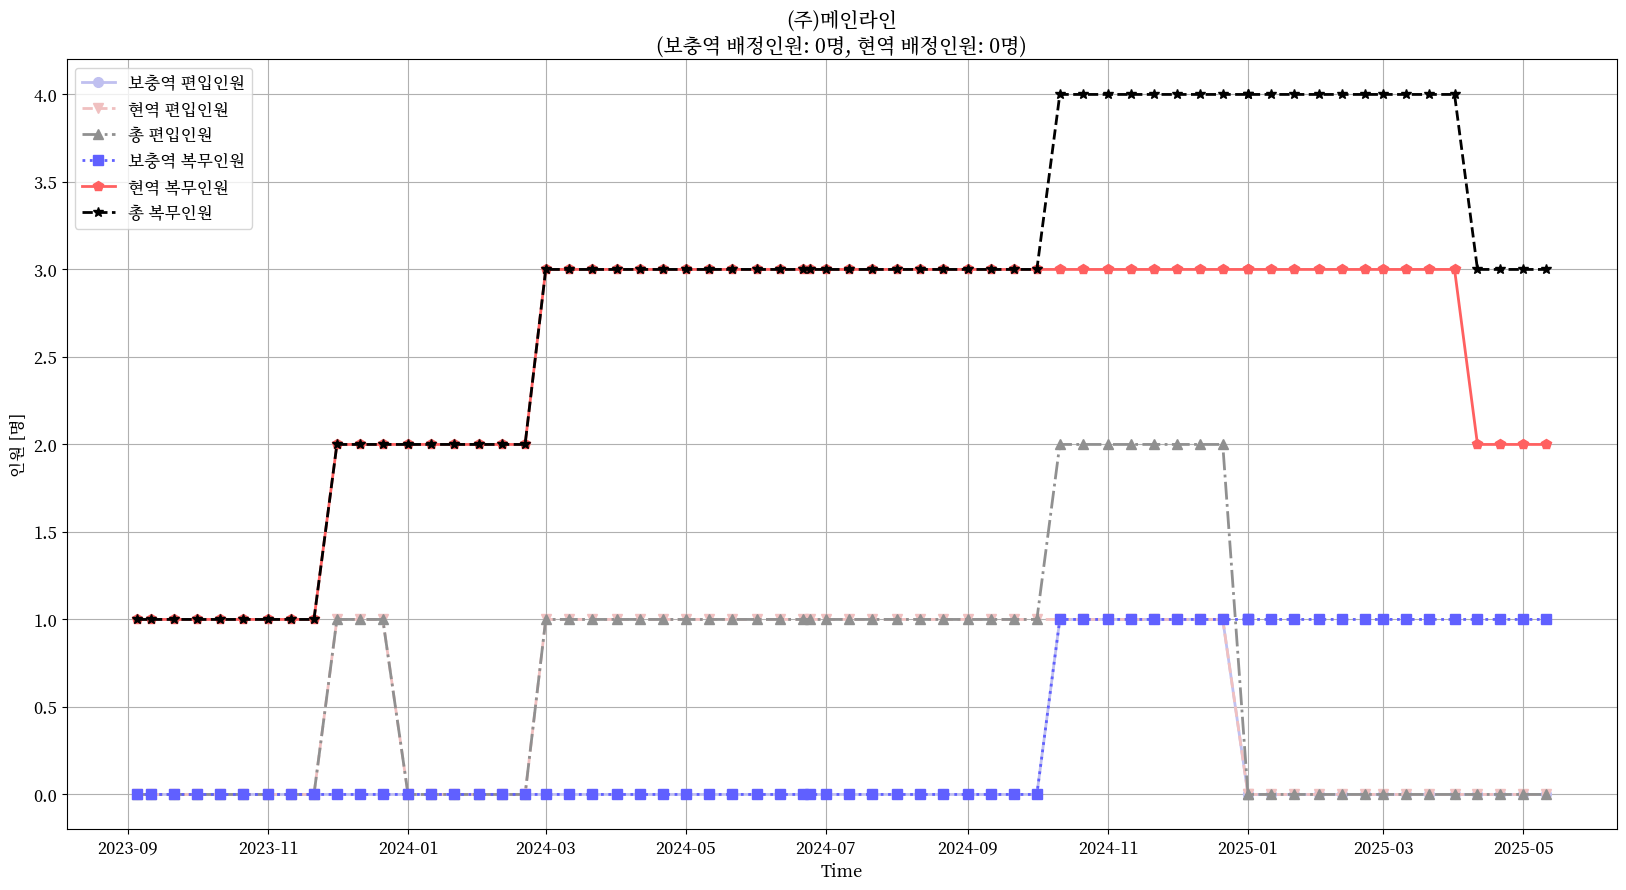 (주)메인라인
(보충역 배정인원: 0명, 현역 배정인원: 0명)
보충역 편입인원
현역 편입인원
총 편입인원
보충역 복무인원
현역 복무인원
총 복무인원
인원 [명]
4.0
3.5
3.0
2.5
2.0
1.5
1.0
0.5
0.0
2023-09 2023-11 2024-01 2024-03 2024-05 2024-07 2024-09 2024-11 2025-01 2025-03 2025-05
Time